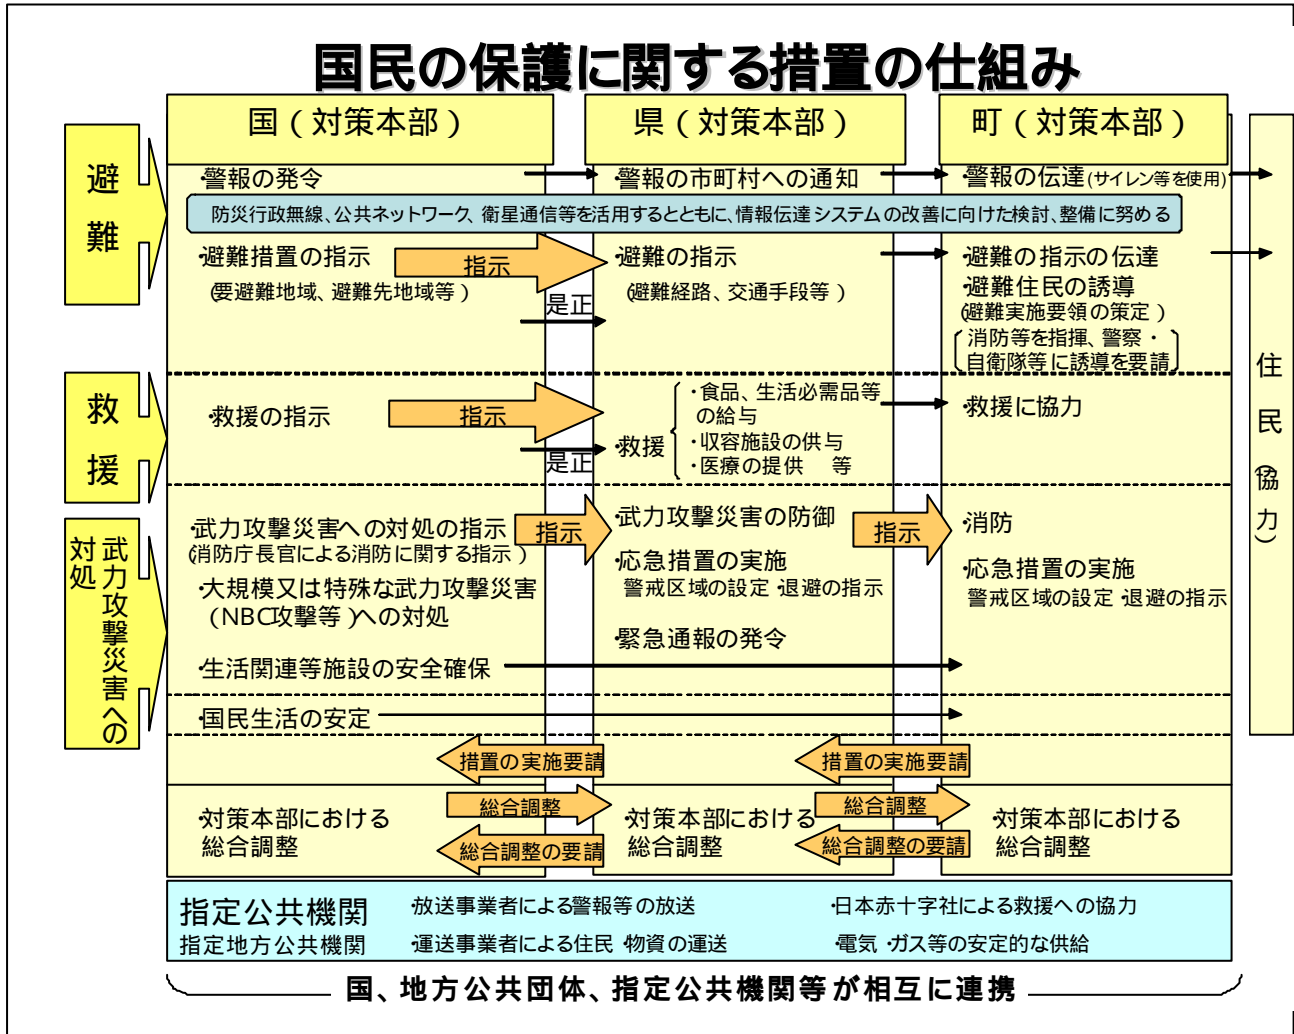 国民の保護に関する措置の仕組み
国(対策本部)
県(対策本部)
町(対策本部)
避難
・警報の発令
・警報の市町村への通知
・警報の伝達(サイレン等を使用)
防災行政無線、公共ネットワーク、衛星通信等を活用するとともに、情報伝達システムの改善に向けた検討、整備に努める
・避難措置の指示
(要避難地域、避難先地域等)
指示
是正
・避難の指示
(避難経路、交通手段等)
・避難の指示の伝達
・避難住民の誘導
(避難実施要領の策定)
消防等を指揮、警察・
自衛隊等に誘導を要請
住民(協力)
救援
・救援の指示
指示
是正
・救援
・食品、生活必需品等
の給与
・収容施設の供与
・医療の提供 等
・救援に協力
武力攻撃災害への
対処
・武力攻撃災害への対処の指示
(消防庁長官による消防に関する指示)
指示
・大規模又は特殊な武力攻撃災害
(NBC攻撃等)への対処
・生活関連等施設の安全確保
・武力攻撃災害の防御
指示
・応急措置の実施
警戒区域の設定・退避の指示
・緊急通報の発令
・消防
・応急措置の実施
警戒区域の設定・退避の指示
・国民生活の安定
措置の実施要請
措置の実施要請
・対策本部における
総合調整
総合調整
総合調整の要請
・対策本部における
総合調整
総合調整
総合調整の要請
・対策本部における
総合調整
指定公共機関
指定地方公共機関
・放送事業者による警報等の放送
・日本赤十字社による救援への協力
・運送事業者による住民・物資の運送
・電気・ガス等の安定的な供給
国、地方公共団体、指定公共機関等が相互に連携